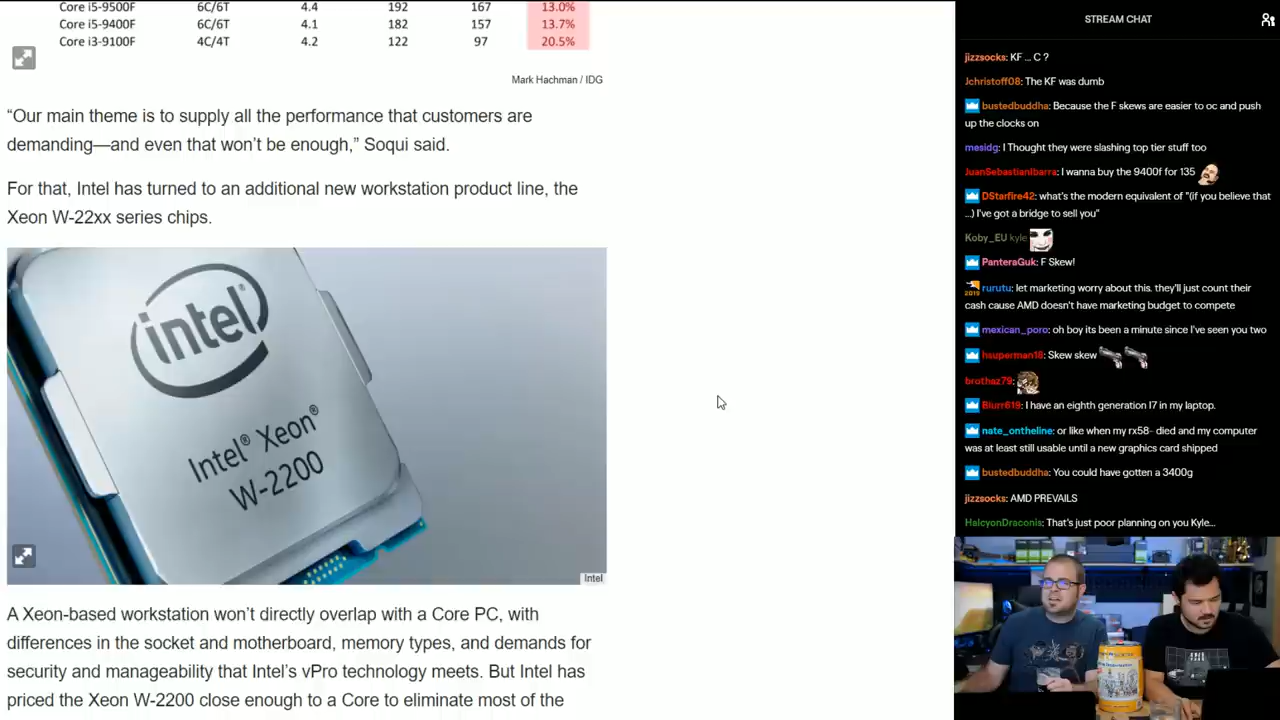 Core i5-9500F 6C/6T 4.4 192 167 13.0%
Core i5-9400F 6C/6T 4.1 182 157 13.7%
Core i3-9100F 4C/4T 4.2 122 97 20.5%
Mark Hachman / IDG
“Our main theme is to supply all the performance that customers are
demanding—and even that won’t be enough,” Soqui said.
For that, Intel has turned to an additional new workstation product line, the
Xeon W-22xx series chips.
intel®
Intel® Xeon®
W-2200
Intel
A Xeon-based workstation won’t directly overlap with a Core PC, with
differences in the socket and motherboard, memory types, and demands for
security and manageability that Intel’s vPro technology meets. But Intel has
priced the Xeon W-2200 close enough to a Core to eliminate most of the
STREAM CHAT
jizzsocks: KF ... C ?
Jchristoff08: The KF was dumb
bustedbuddha: Because the F skews are easier to oc and push
up the clocks on
mesidg: I Thought they were slashing top tier stuff too
JuanSebastianIbarra: I wanna buy the 9400f for 135
DStarfire42: what's the modern equivalent of "(if you believe that
...) I've got a bridge to sell you"
Koby_EU kyle
PanteraGuk: F Skew!
2019 rurutu: let marketing worry about this. they'll just count their
cash cause AMD doesn't have marketing budget to compete
mexican_poro: oh boy its been a minute since I've seen you two
hsuperman18: Skew skew
brothaz79:
Blurr619: I have an eighth generation I7 in my laptop.
nate_ontheline: or like when my rx58- died and my computer
was at least still usable until a new graphics card shipped
bustedbuddha: You could have gotten a 3400g
jizzsocks: AMD PREVAILS
HalcyonDraconis: That's just poor planning on you Kyle...